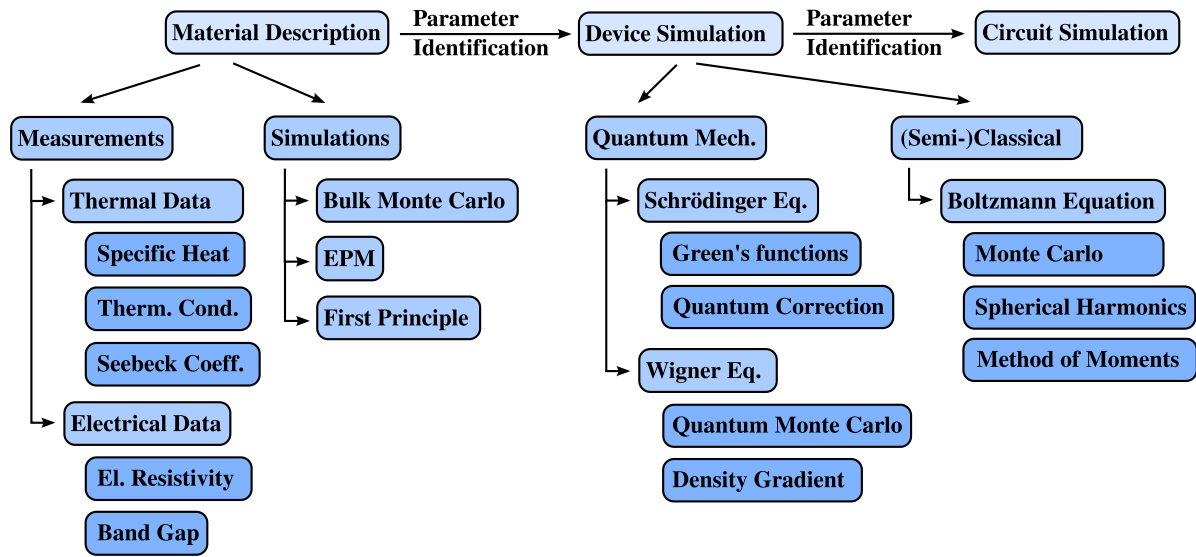 Material Description
Parameter
Identification
Device Simulation
Parameter
Identification
Circuit Simulation
Measurements
Thermal Data
Specific Heat
Therm. Cond.
Seebeck Coeff.
Electrical Data
El. Resistivity
Band Gap
Simulations
Bulk Monte Carlo
EPM
First Principle
Quantum Mech.
Schrödinger Eq.
Green's functions
Quantum Correction
Wigner Eq.
Quantum Monte Carlo
Density Gradient
(Semi-)Classical
Boltzmann Equation
Monte Carlo
Spherical Harmonics
Method of Moments